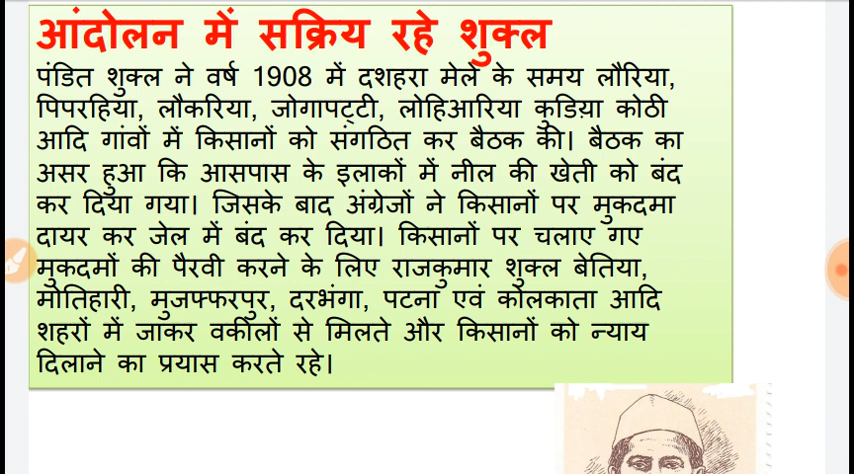 आंदोलन में सक्रिय रहे शुक्ल
पंडित शुक्ल ने वर्ष 1908 में दशहरा मेले के समय लौरिया,
पिपरहिया, लौकरिया, जोगापट्टी, लोहिआरिया कुडिय़ा कोठी
आदि गांवों में किसानों को संगठित कर बैठक की। बैठक का
असर हुआ कि आसपास के इलाकों में नील की खेती को बंद
कर दिया गया। जिसके बाद अंग्रेजों ने किसानों पर मुकदमा
दायर कर जेल में बंद कर दिया। किसानों पर चलाए गए
मुकदमों की पैरवी करने के लिए राजकुमार शुक्ल बेतिया,
मोतिहारी, मुजफ्फरपुर, दरभंगा, पटना एवं कोलकाता आदि
शहरों में जाकर वकीलों से मिलते और किसानों को न्याय
दिलाने का प्रयास करते रहे।